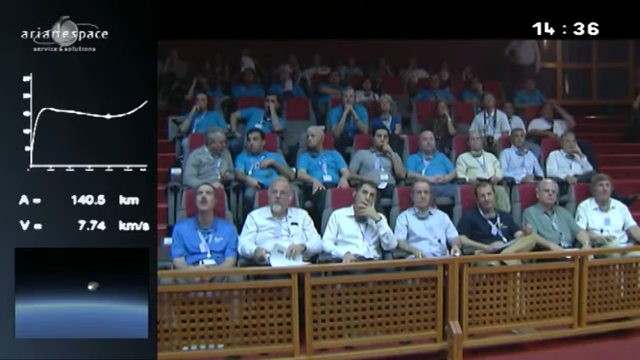 arianespace
service & solutions
14 : 36
A = 140.5 km
V = 7.74 km/s